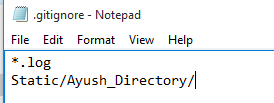 .gitignore - Notepad
File Edit Format View Help
*.log
Static/Ayush_Directory/